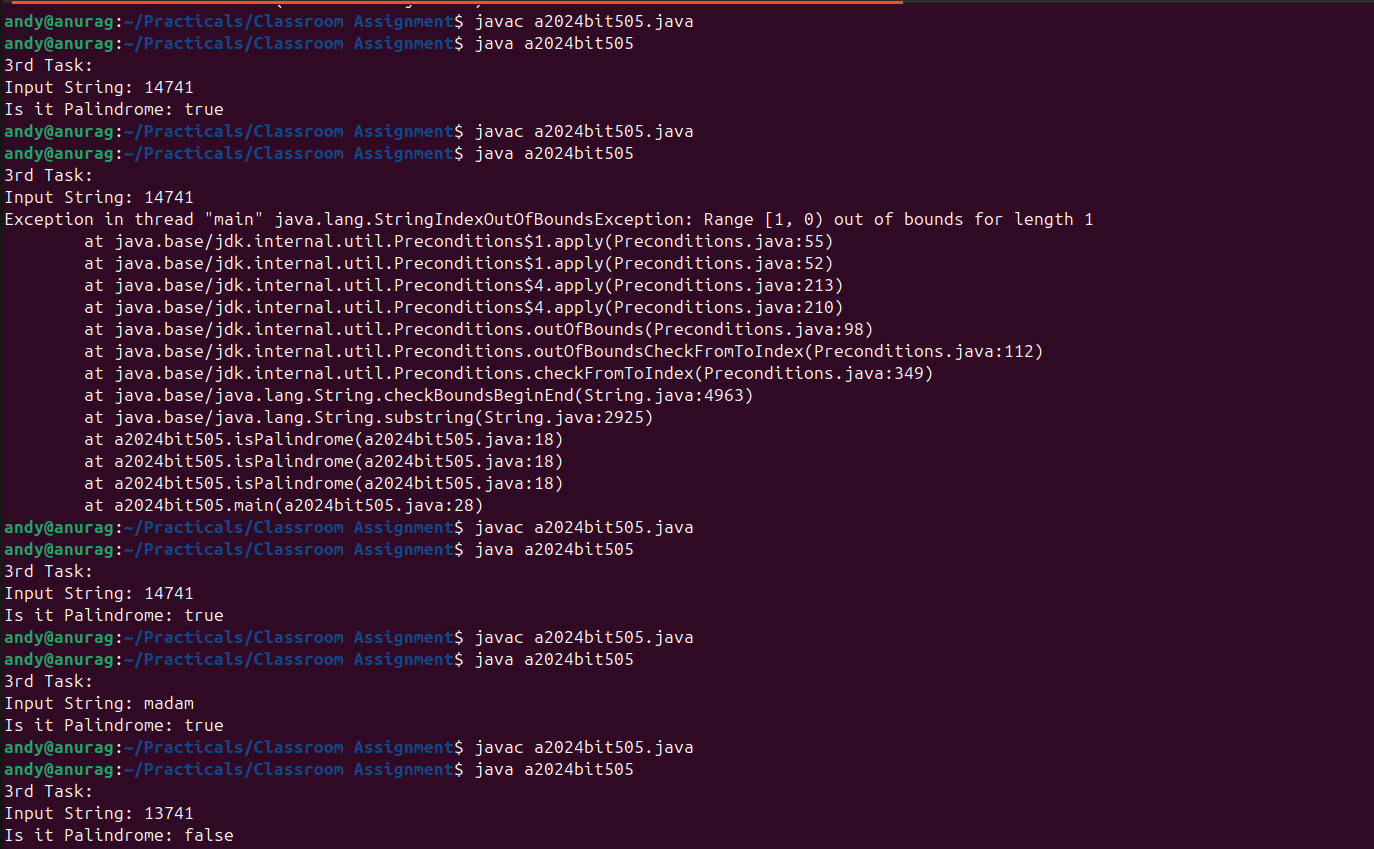 andy@anurag:~/Practicals/Classroom Assignment$ javac a2024bit505.java
andy@anurag:~/Practicals/Classroom Assignment$ java a2024bit505
3rd Task:
Input String: 14741
Is it Palindrome: true
andy@anurag:~/Practicals/Classroom Assignment$ javac a2024bit505.java
andy@anurag:~/Practicals/Classroom Assignment$ java a2024bit505
3rd Task:
Input String: 14741
Exception in thread "main" java.lang.StringIndexOutOfBoundsException: Range [1, 0) out of bounds for length 1
        at java.base/jdk.internal.util.Preconditions$1.apply(Preconditions.java:55)
        at java.base/jdk.internal.util.Preconditions$1.apply(Preconditions.java:52)
        at java.base/jdk.internal.util.Preconditions$4.apply(Preconditions.java:213)
        at java.base/jdk.internal.util.Preconditions$4.apply(Preconditions.java:210)
        at java.base/jdk.internal.util.Preconditions.outOfBounds(Preconditions.java:98)
        at java.base/jdk.internal.util.Preconditions.outOfBoundsCheckFromToIndex(Preconditions.java:112)
        at java.base/jdk.internal.util.Preconditions.checkFromToIndex(Preconditions.java:349)
        at java.base/java.lang.String.checkBoundsBeginEnd(String.java:4963)
        at java.base/java.lang.String.substring(String.java:2925)
        at a2024bit505.isPalindrome(a2024bit505.java:18)
        at a2024bit505.isPalindrome(a2024bit505.java:18)
        at a2024bit505.isPalindrome(a2024bit505.java:18)
        at a2024bit505.main(a2024bit505.java:28)
andy@anurag:~/Practicals/Classroom Assignment$ javac a2024bit505.java
andy@anurag:~/Practicals/Classroom Assignment$ java a2024bit505
3rd Task:
Input String: 14741
Is it Palindrome: true
andy@anurag:~/Practicals/Classroom Assignment$ javac a2024bit505.java
andy@anurag:~/Practicals/Classroom Assignment$ java a2024bit505
3rd Task:
Input String: madam
Is it Palindrome: true
andy@anurag:~/Practicals/Classroom Assignment$ javac a2024bit505.java
andy@anurag:~/Practicals/Classroom Assignment$ java a2024bit505
3rd Task:
Input String: 13741
Is it Palindrome: false